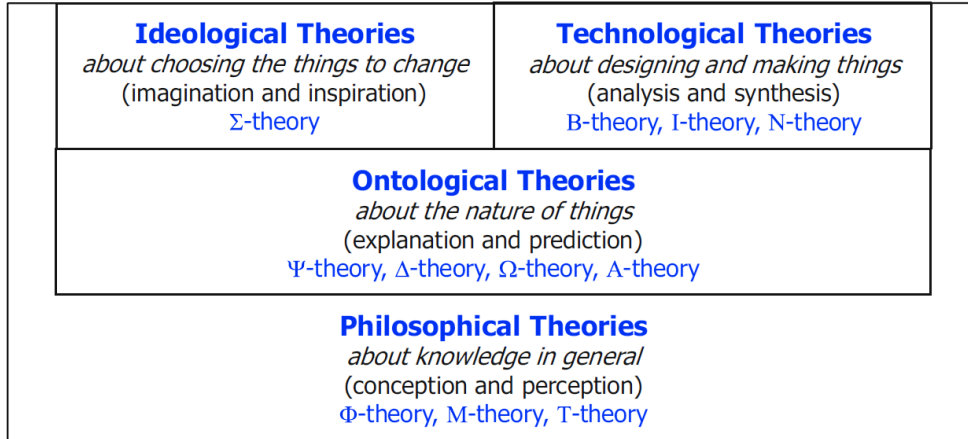 Ideological Theories
about choosing the things to change
(imagination and inspiration)
Σ-theory
Technological Theories
about designing and making things
(analysis and synthesis)
B-theory, I-theory, N-theory
Ontological Theories
about the nature of things
(explanation and prediction)
Ψ-theory, Δ-theory, Ω-theory, A-theory
Philosophical Theories
about knowledge in general
(conception and perception)
Φ-theory, M-theory, T-theory